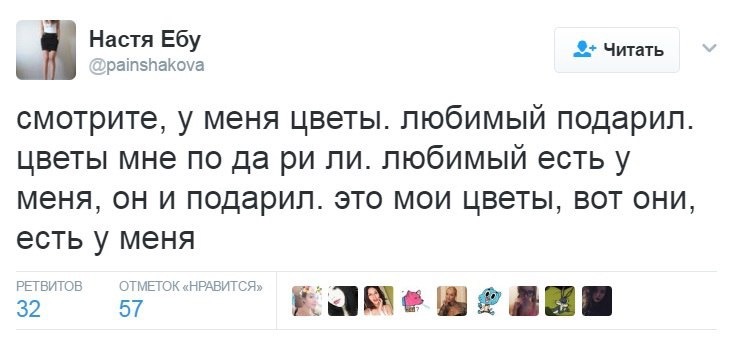 Настя Ебу
@painshakova
Читать
смотрите, у меня цветы. любимый подарил.
цветы мне по да ри ли. любимый есть у
меня, он и подарил. это мои цветы, вот они,
есть у меня
РЕТВИТОВ
32
ОТМЕТОК «НРАВИТСЯ»
57